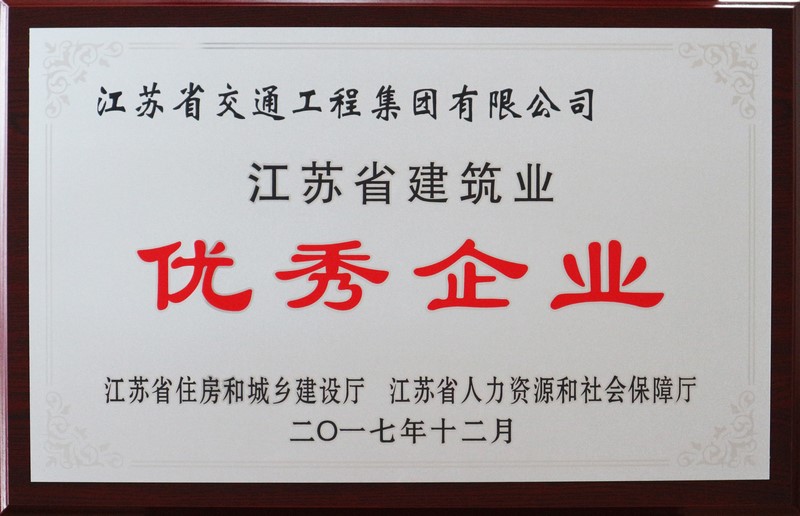 江苏省交通工程集团有限公司
江苏省建筑业
优秀企业
江苏省住房和城乡建设厅 江苏省人力资源和社会保障厅
二〇一七年十二月